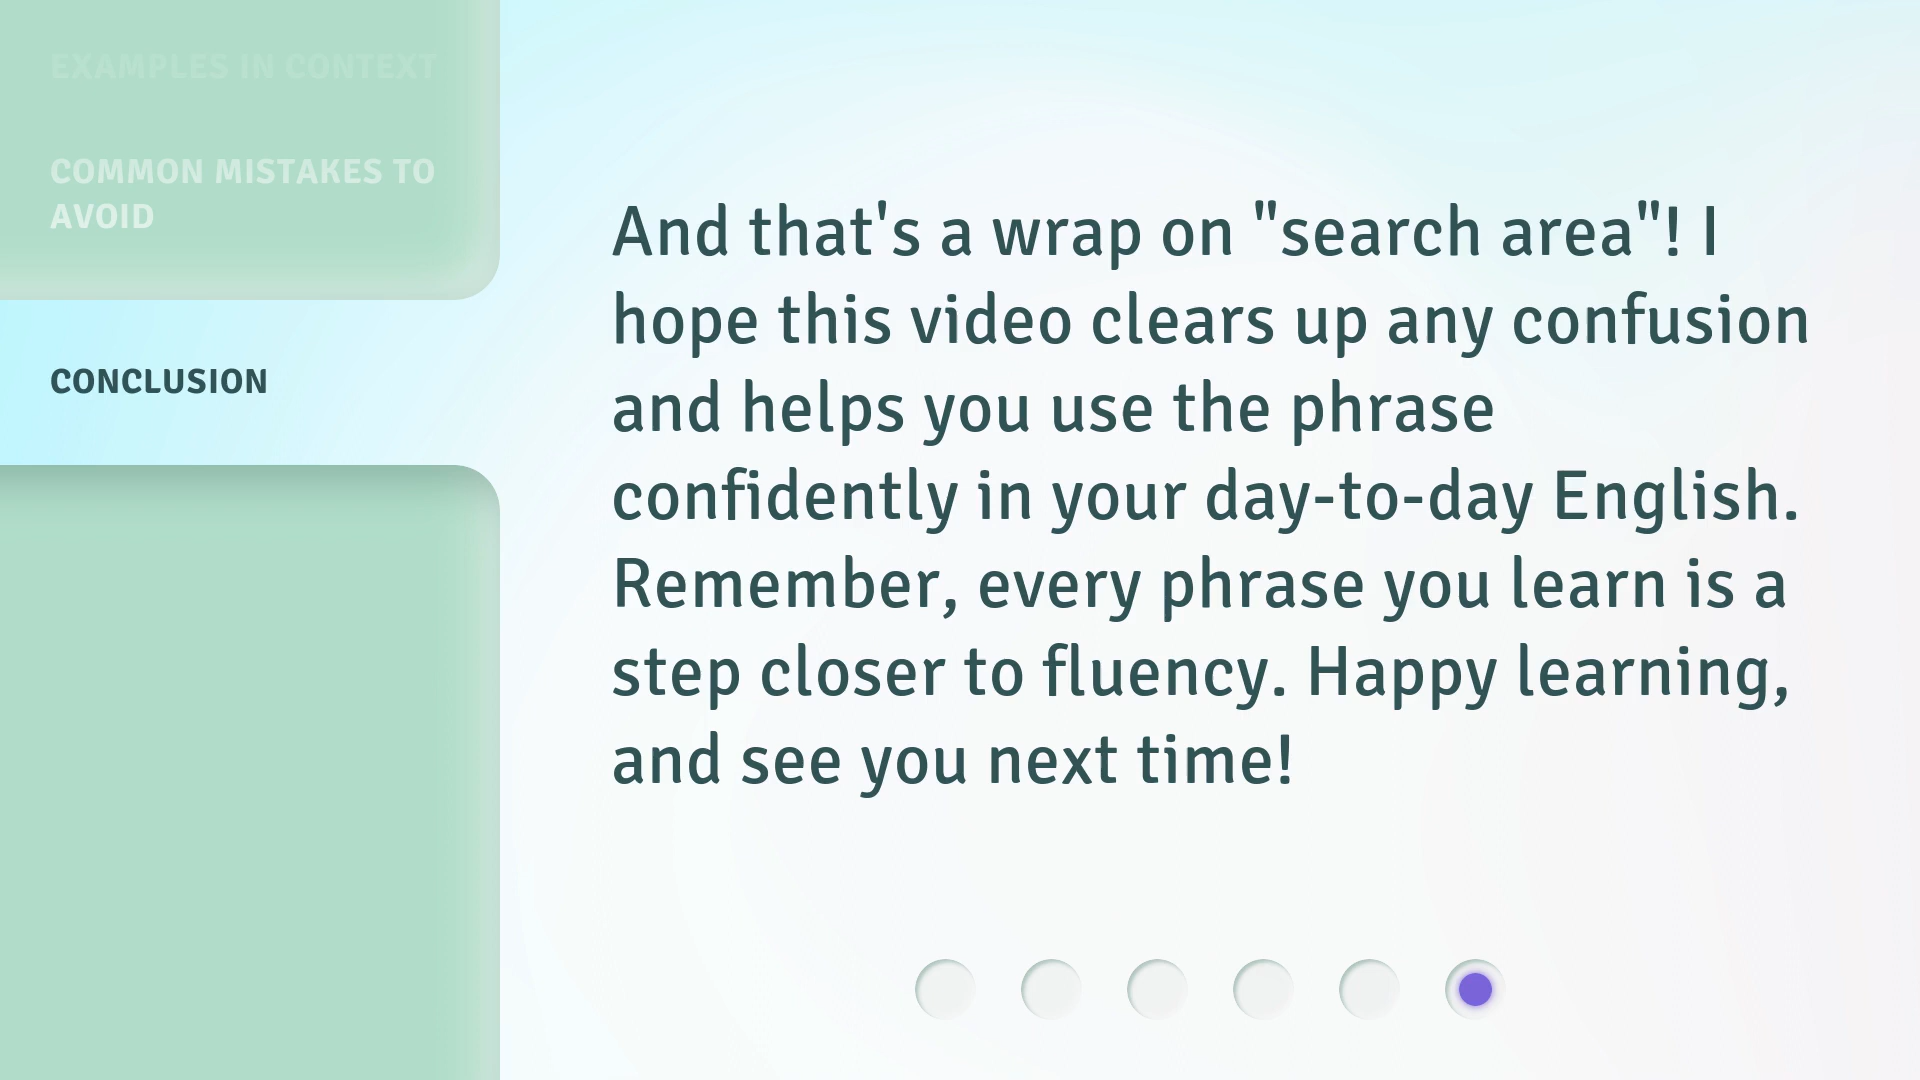 EXAMPLES IN CONTEXT
COMMON MISTAKES TO
AVOID
CONCLUSION
And that's a wrap on "search area"! I
hope this video clears up any confusion
and helps you use the phrase
confidently in your day-to-day English.
Remember, every phrase you learn is a
step closer to fluency. Happy learning,
and see you next time!